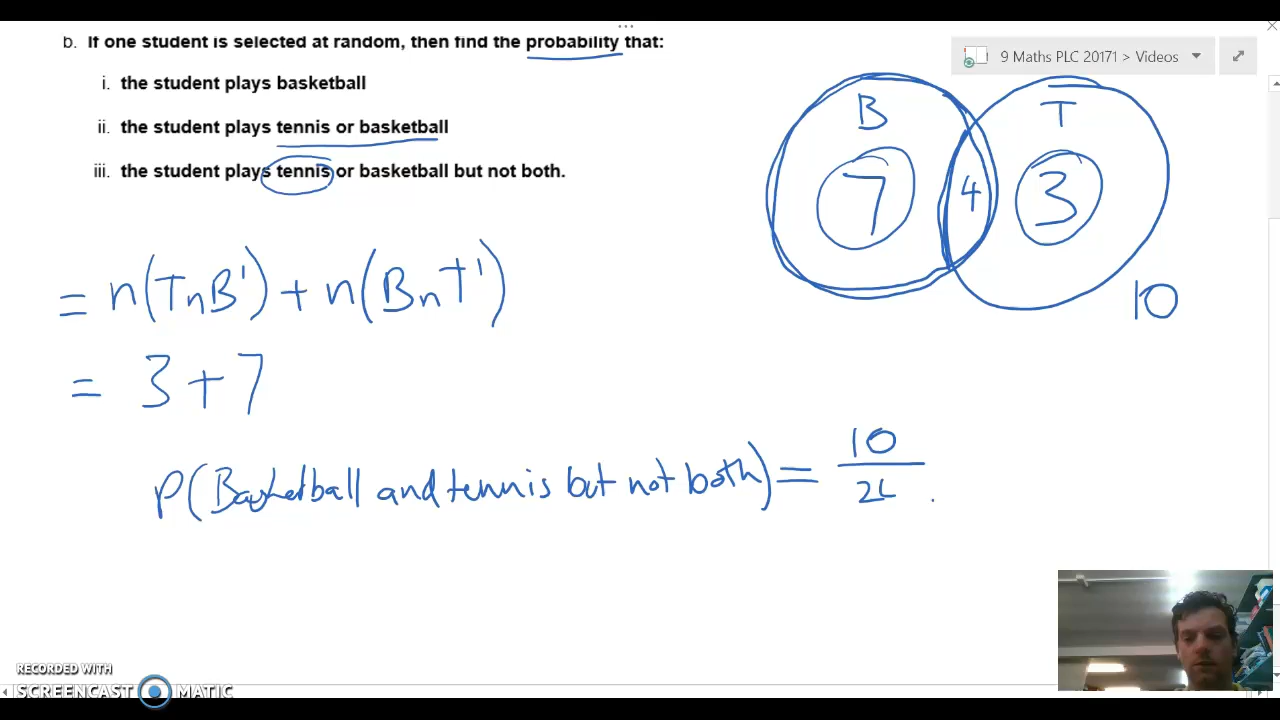 b. If one student is selected at random, then find the probability that:
9 Maths PLC 20171 > Videos
i. the student plays basketball
ii. the student plays tennis or basketball
iii. the student plays tennis or basketball but not both.
B
T
7
4
3
10
= n(T∩B') + n(B∩T')
= 3+7
P(Basketball and tennis but not both) = 10
2
RECORDED WITH
SCREENCAST MATIC